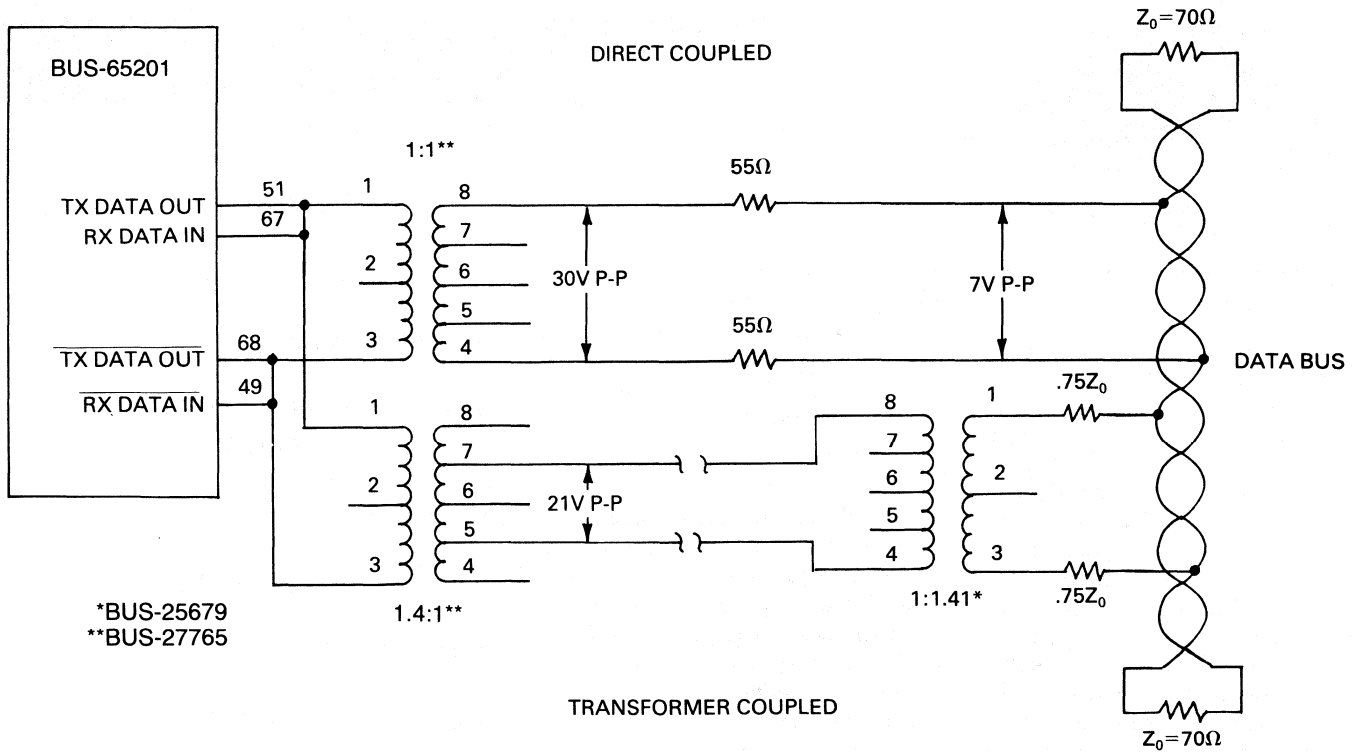 Z₀=70Ω
DIRECT COUPLED
BUS-65201
1:1**
55Ω
TX DATA OUT 51 1 8
RX DATA IN 67 7
2 6
30V P-P 7V P-P
5
55Ω
3 4
TX DATA OUT 68
DATA BUS
RX DATA IN 49
1 8 8 1 .75Z₀
7 7
2 6 6 2
21V P-P
5 5
3 4 4 3
.75Z₀
*BUS-25679
**BUS-27765
1.4:1** 1:1.41*
TRANSFORMER COUPLED
Z₀=70Ω